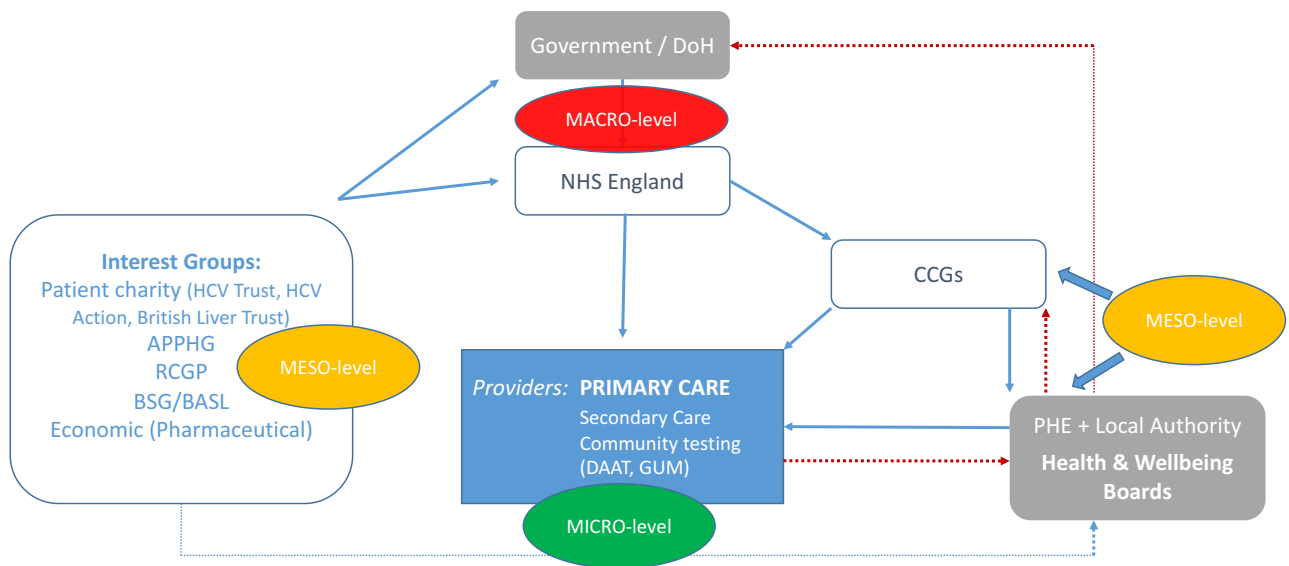 Government / DoH
MACRO-level
NHS England
CCGs
MESO-level
Interest Groups:
Patient charity (HCV Trust, HCV
Action, British Liver Trust)
APPHG
RCGP
BSG/BASL
Economic (Pharmaceutical)
MESO-level
Providers: PRIMARY CARE
Secondary Care
Community testing
(DAAT, GUM)
MICRO-level
PHE + Local Authority
Health & Wellbeing
Boards